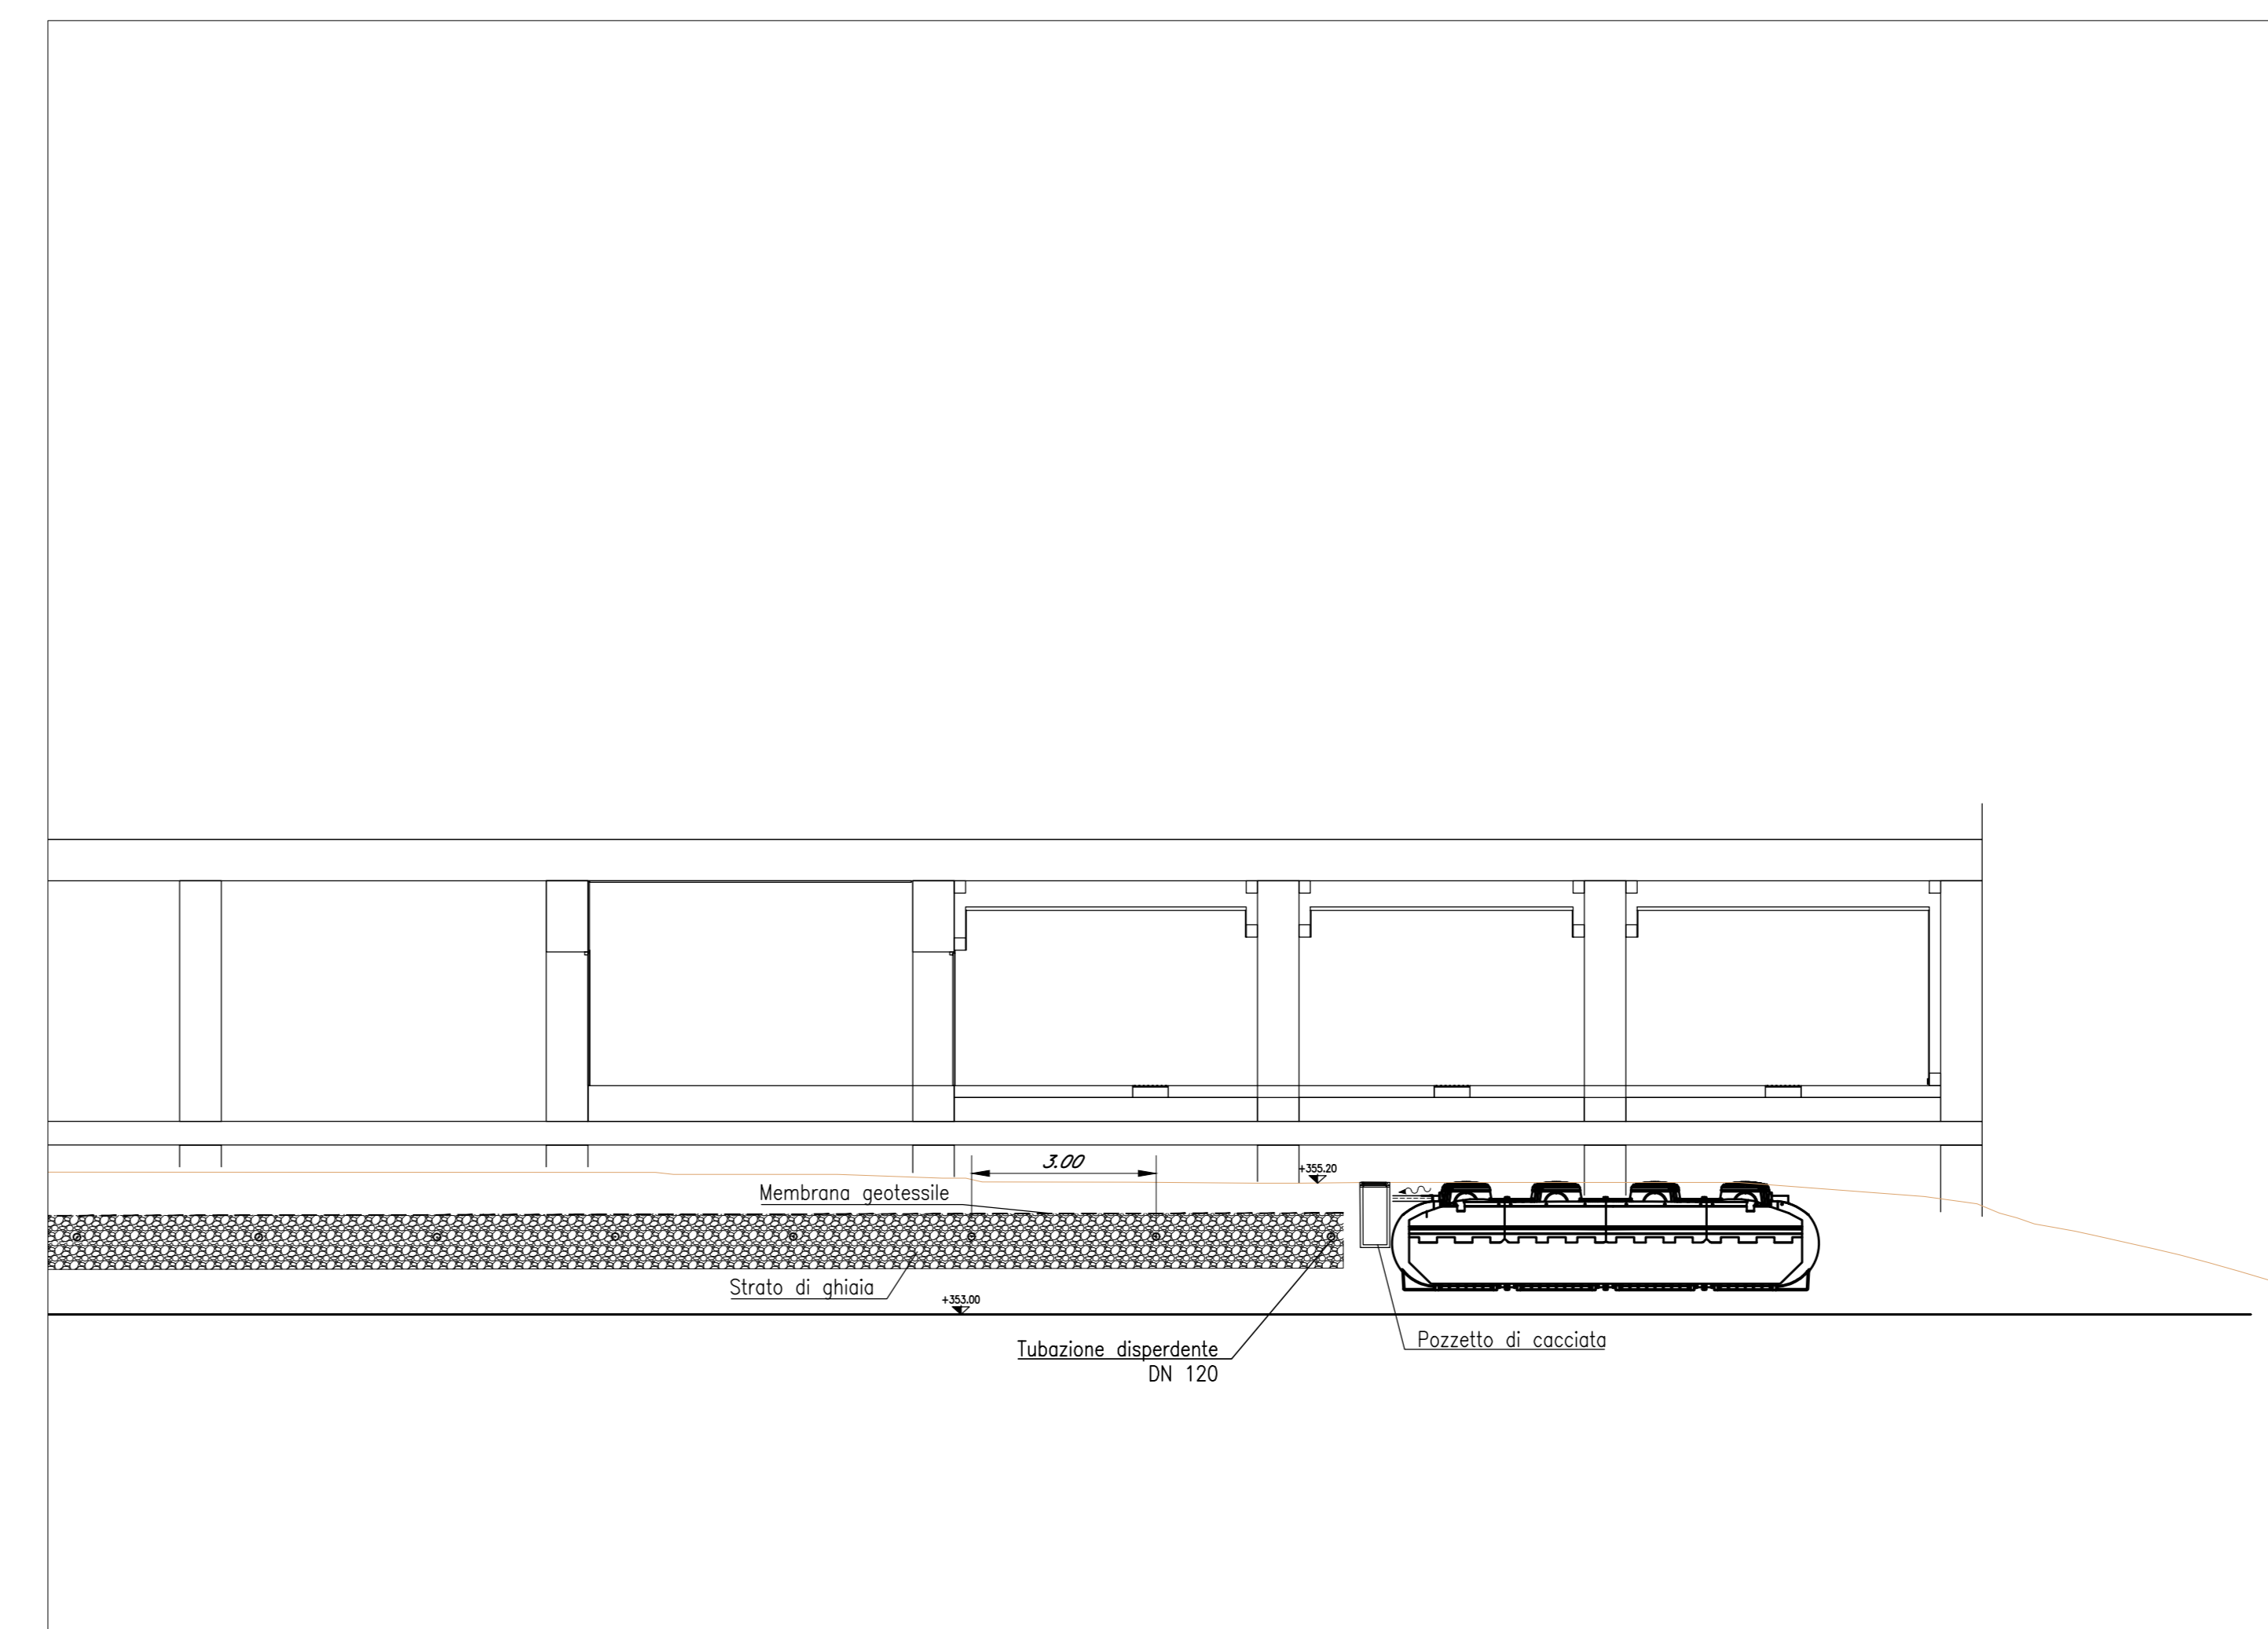 3.00
+355.20
Membrana geotessile
Strato di ghiaia
+353.00
Tubazione disperdente
DN 120
Pozzetto di cacciata